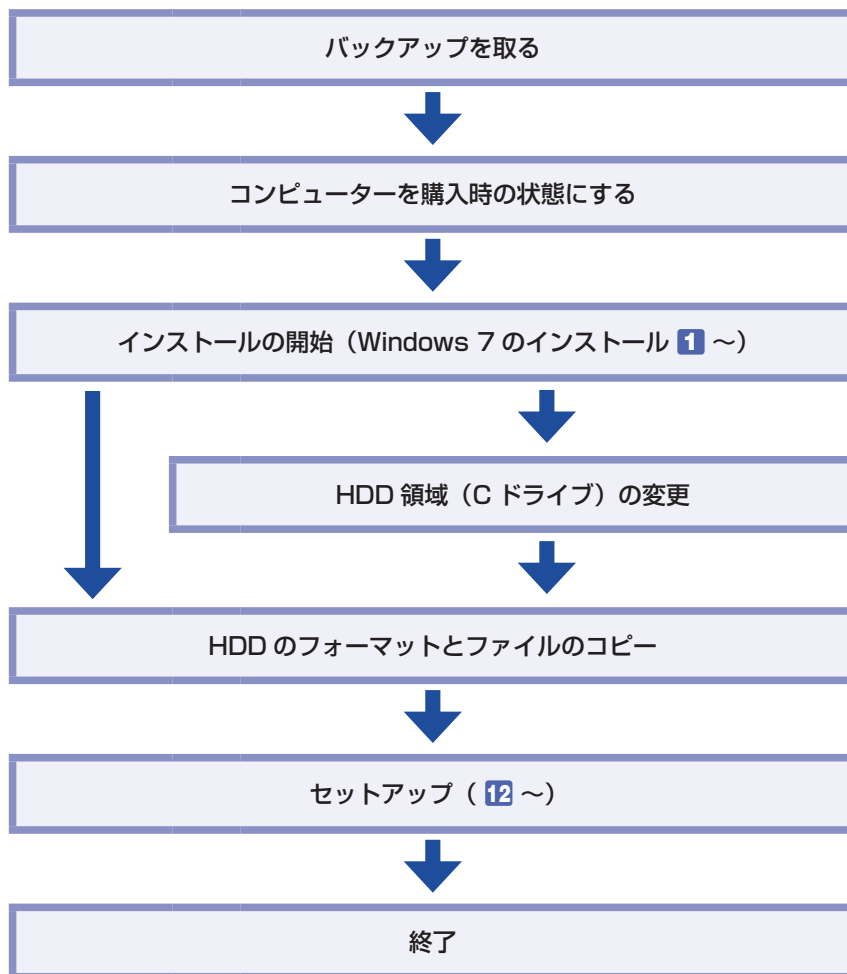 バックアップを取る
コンピューターを購入時の状態にする
インストールの開始（Windows 7 のインストール 1 ～）
HDD 領域（C ドライブ）の変更
HDD のフォーマットとファイルのコピー
セットアップ（ 12 ～）
終了